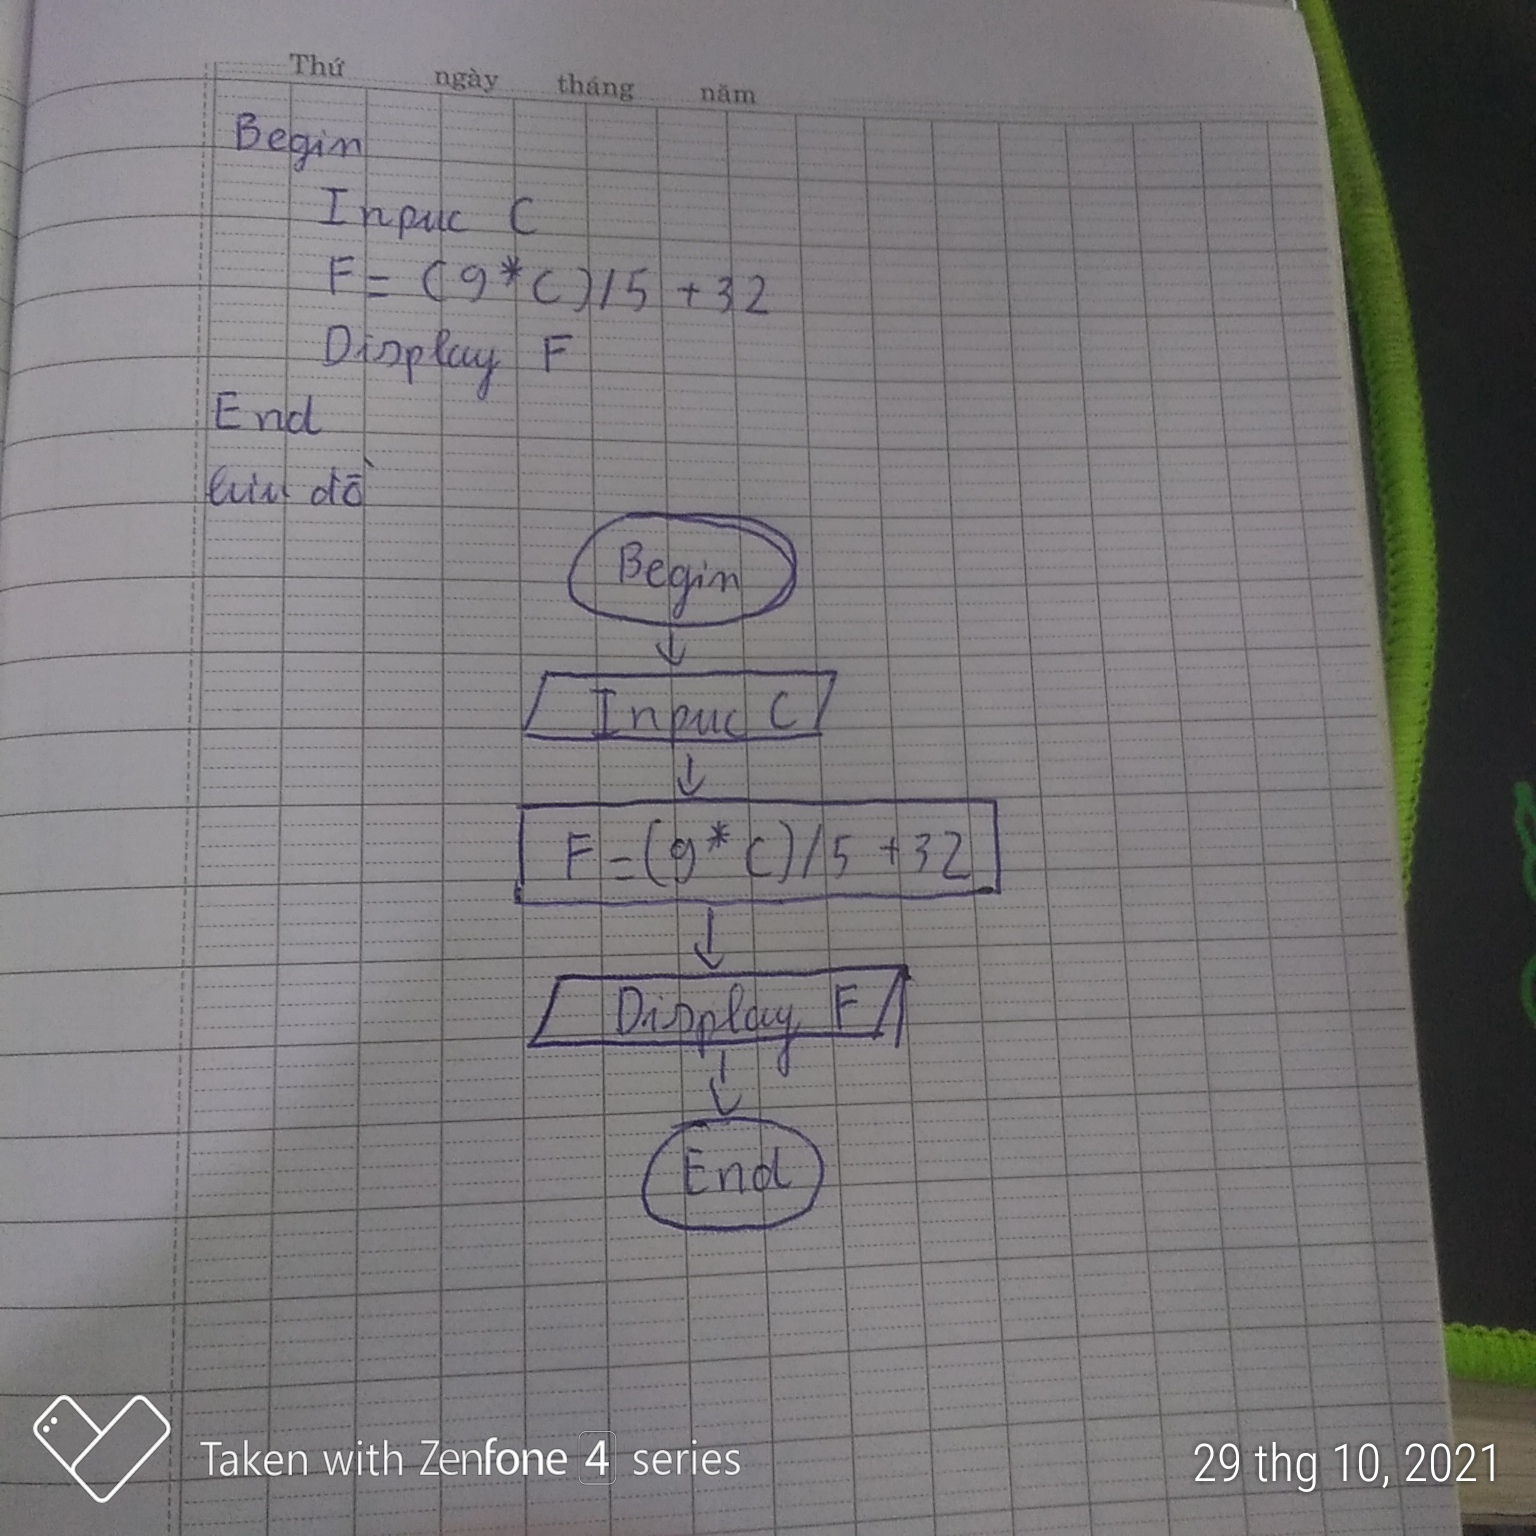 Thứ ngày tháng năm
Begin
Inpuc C
F = (9*C)/5 +32
Display F
End
lưu đồ
Begin
Inpuc C
F = (9*C)/5 +32
Display F
End
Taken with Zenfone 4 series
29 thg 10, 2021